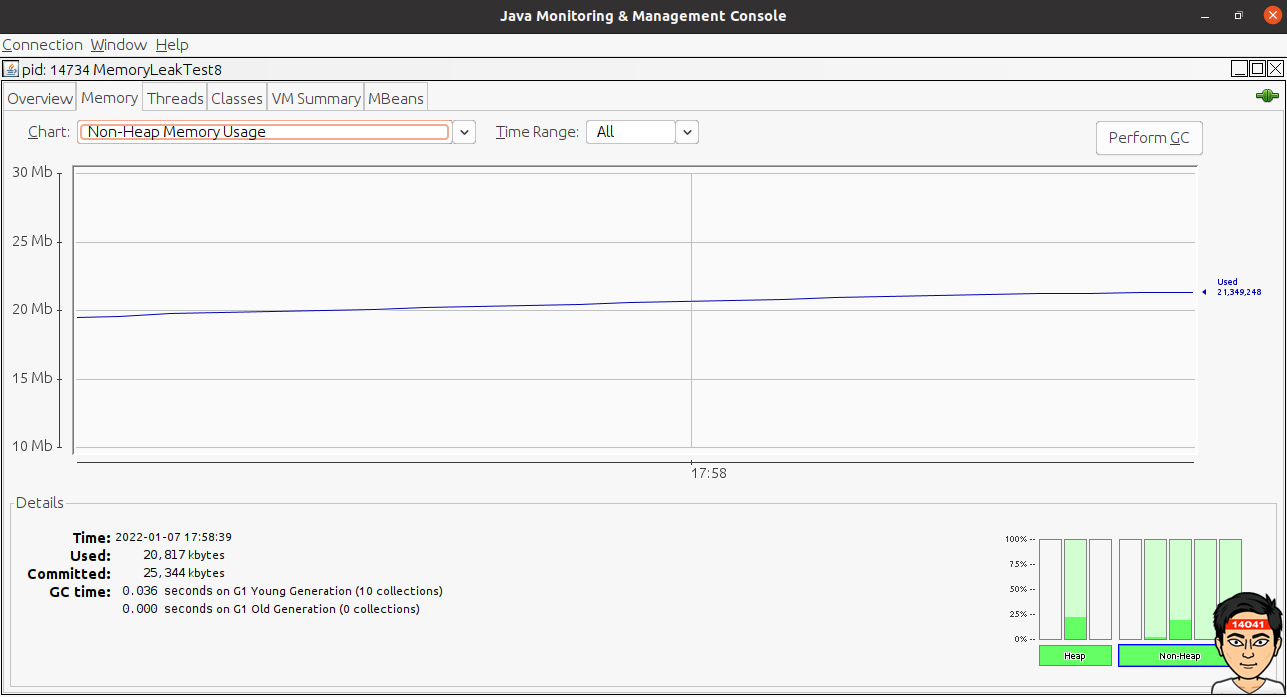 Java Monitoring & Management Console
Connection Window Help
pid: 14734 MemoryLeakTest8
Overview Memory Threads Classes VM Summary MBeans
Chart: Non-Heap Memory Usage Time Range: All
Perform GC
30 Mb
25 Mb
20 Mb
15 Mb
10 Mb
Used
21,349,248
17:58
Details
Time: 2022-01-07 17:58:39
Used: 20,817 kbytes
Committed: 25,344 kbytes
GC time: 0.036 seconds on G1 Young Generation (10 collections)
0.000 seconds on G1 Old Generation (0 collections)
100% --
75% --
50% --
25% --
0% --
Heap
Non-Heap
14041